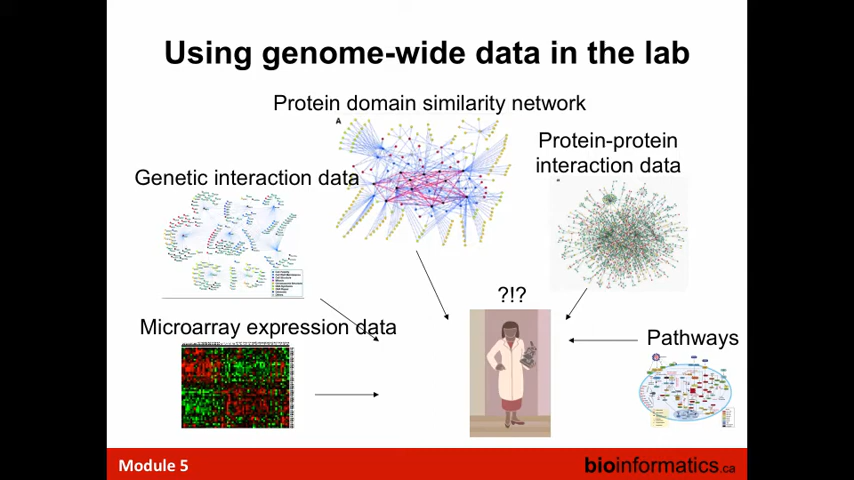 Using genome-wide data in the lab
Protein domain similarity network
A
Protein-protein
interaction data
Genetic interaction data
?!?
Microarray expression data
Pathways
Module 5
bioinformatics.ca